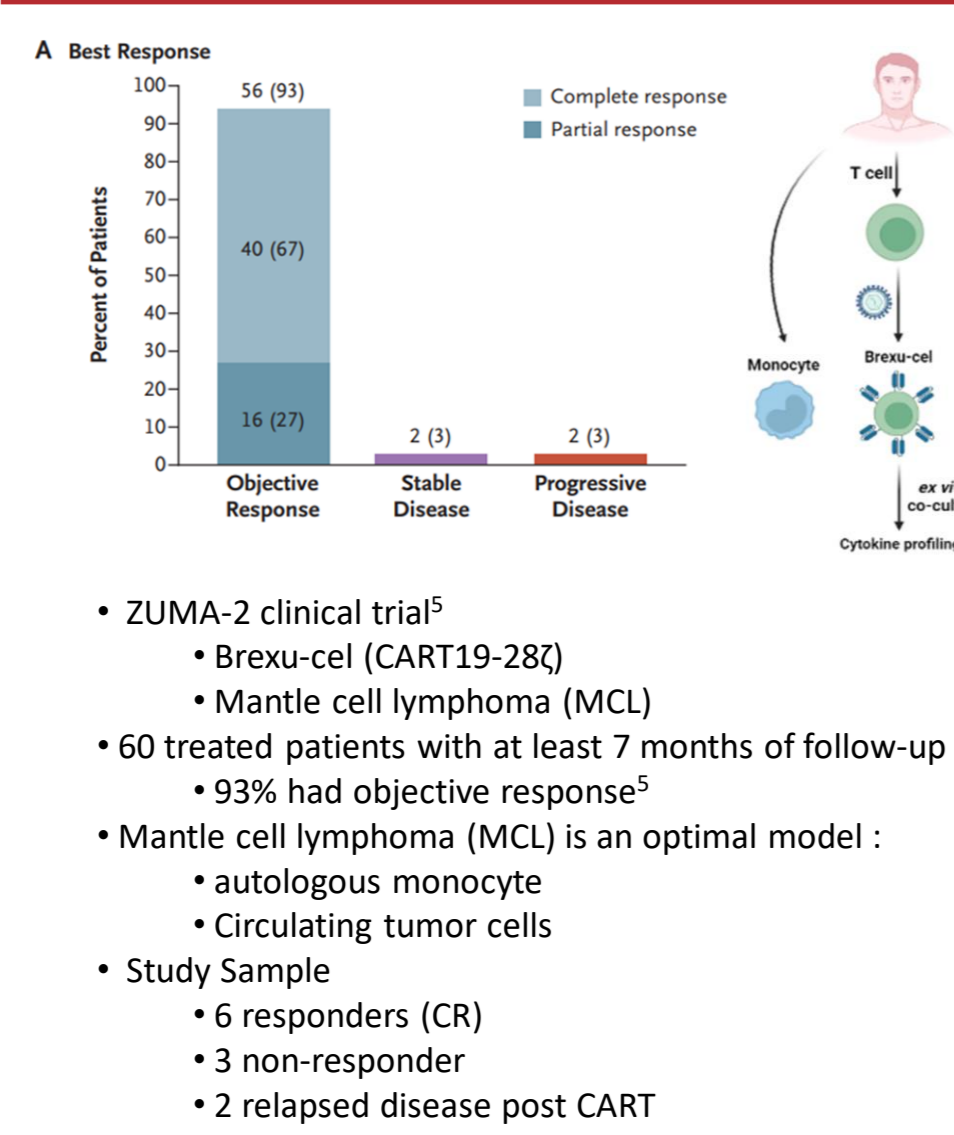 A Best Response
56 (93)
Complete response
Partial response
Percent of Patients
100
90
80
70
60
50
40
30
20
10
0
40 (67)
16 (27)
2 (3)
2 (3)
Objective Response
Stable Disease
Progressive Disease
T cell
Monocyte
Brexu-cel
ex vi
co-cul
Cytokine profiling
• ZUMA-2 clinical trial⁵
• Brexu-cel (CART19-28ζ)
• Mantle cell lymphoma (MCL)
• 60 treated patients with at least 7 months of follow-up
• 93% had objective response⁵
• Mantle cell lymphoma (MCL) is an optimal model :
• autologous monocyte
• Circulating tumor cells
• Study Sample
• 6 responders (CR)
• 3 non-responder
• 2 relapsed disease post CART